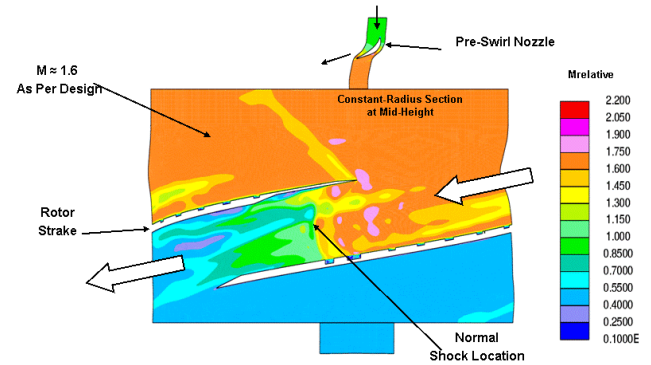 Pre-Swirl Nozzle
M ≈ 1.6
As Per Design
Mrelative
Constant-Radius Section
at Mid-Height
2.200
2.050
1.900
1.750
1.600
1.450
1.300
1.150
1.000
0.8500
0.7000
0.5500
0.4000
0.2500
0.1000E
Rotor
Strake
Normal
Shock Location